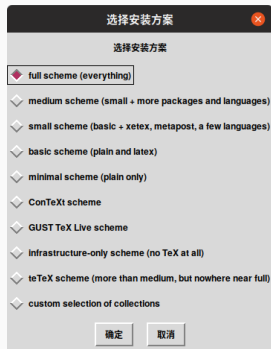 选择安装方案
选择安装方案
full scheme (everything)
medium scheme (small + more packages and languages)
small scheme (basic + xetex, metapost, a few languages)
basic scheme (plain and latex)
minimal scheme (plain only)
ConTeXt scheme
GUST TeX Live scheme
infrastructure-only scheme (no TeX at all)
teTeX scheme (more than medium, but nowhere near full)
custom selection of collections
确定 取消